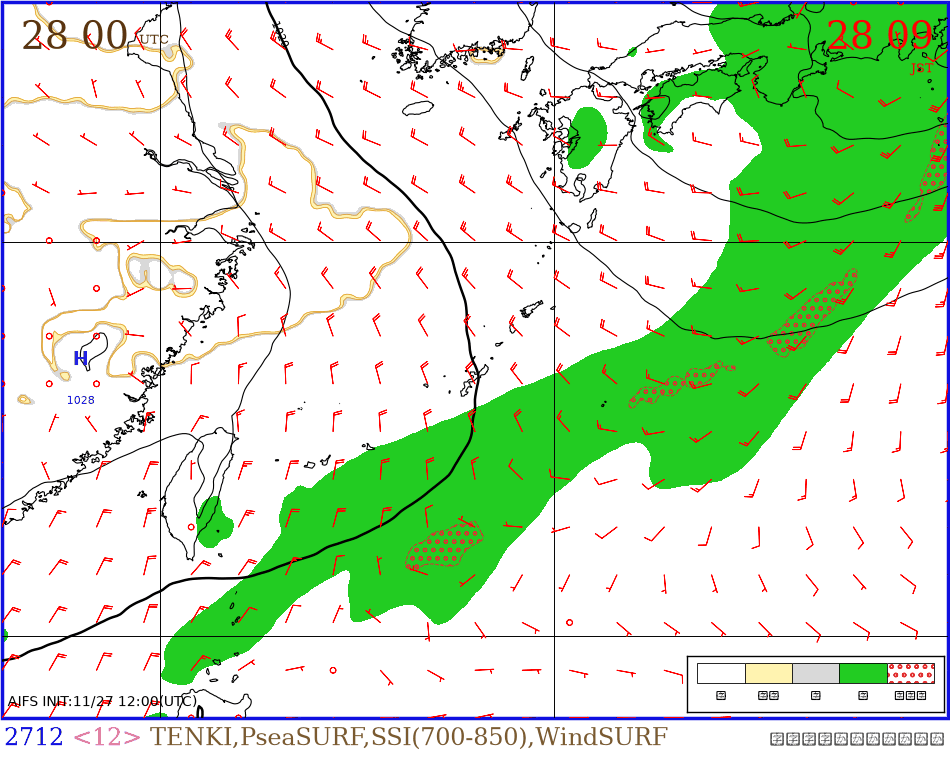 28 00 UTC
28 09
JST
1020
H
1028
AIFS INIT:11/27 12:00(UTC)
2712 <12> TENKI,PseaSURF,SSI(700-850),WindSURF